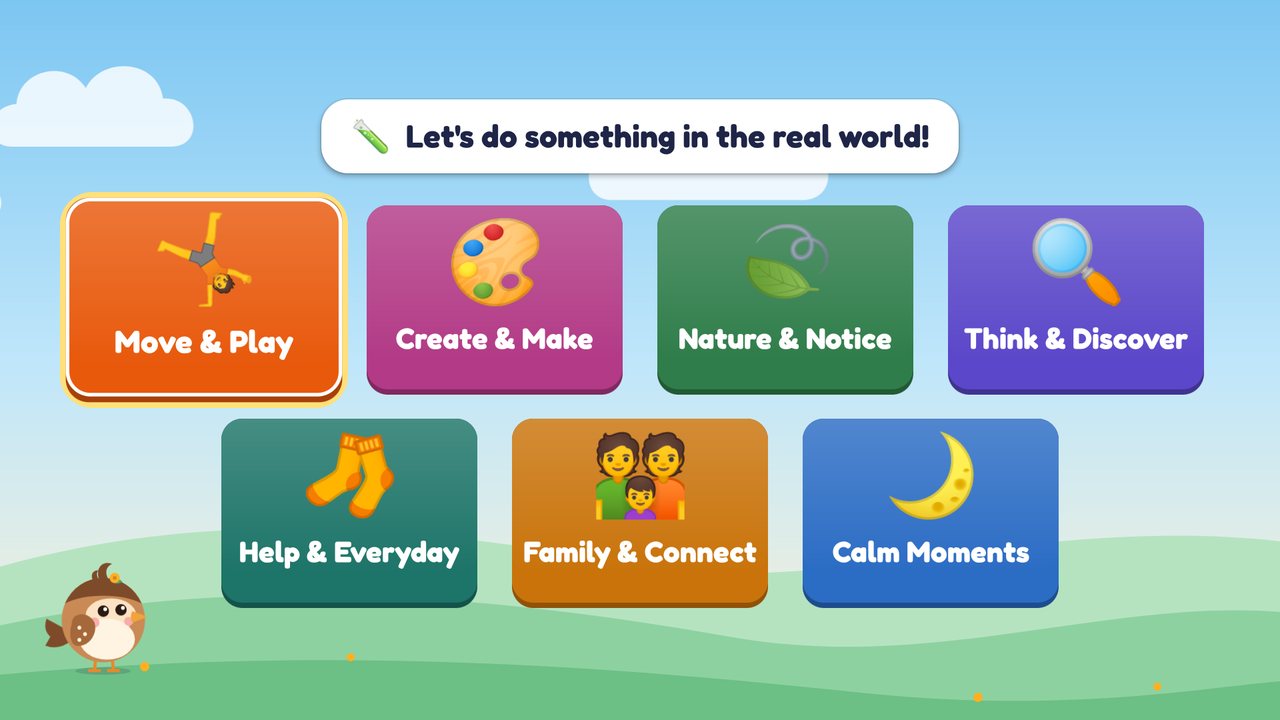 Let's do something in the real world!
Move & Play
Create & Make
Nature & Notice
Think & Discover
Help & Everyday
Family & Connect
Calm Moments